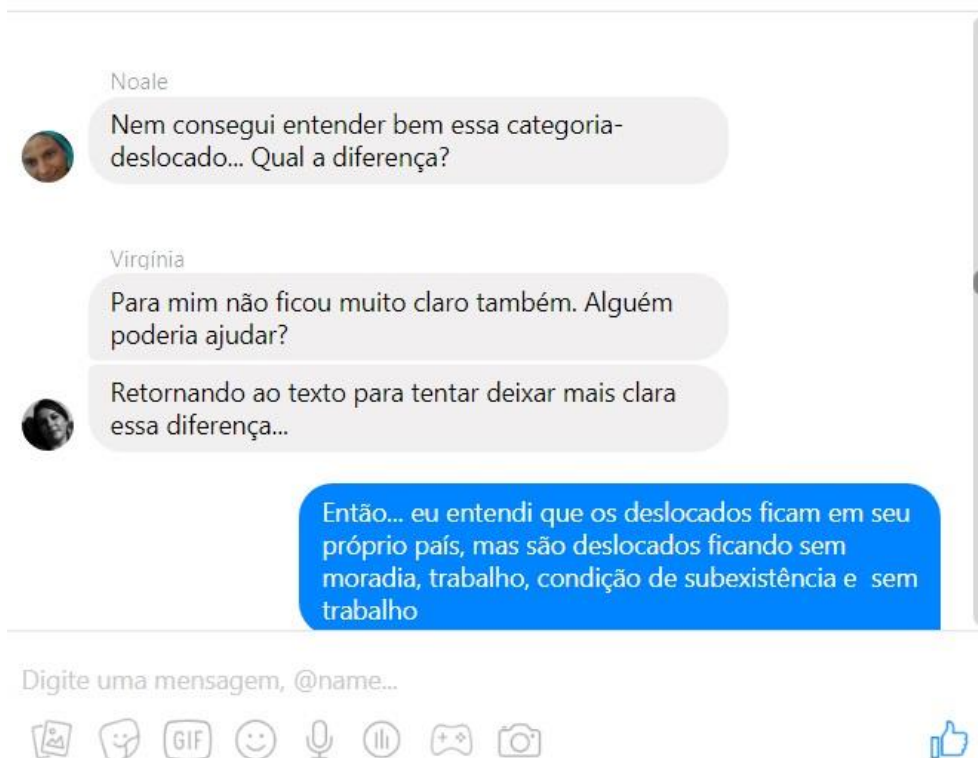 Noale
Nem consegui entender bem essa categoria-
deslocado... Qual a diferença?
Virgínia
Para mim não ficou muito claro também. Alguém
poderia ajudar?
Retornando ao texto para tentar deixar mais clara
essa diferença...
Então... eu entendi que os deslocados ficam em seu
próprio país, mas são deslocados ficando sem
moradia, trabalho, condição de subexistência e  sem
trabalho
Digite uma mensagem, @name...
GIF